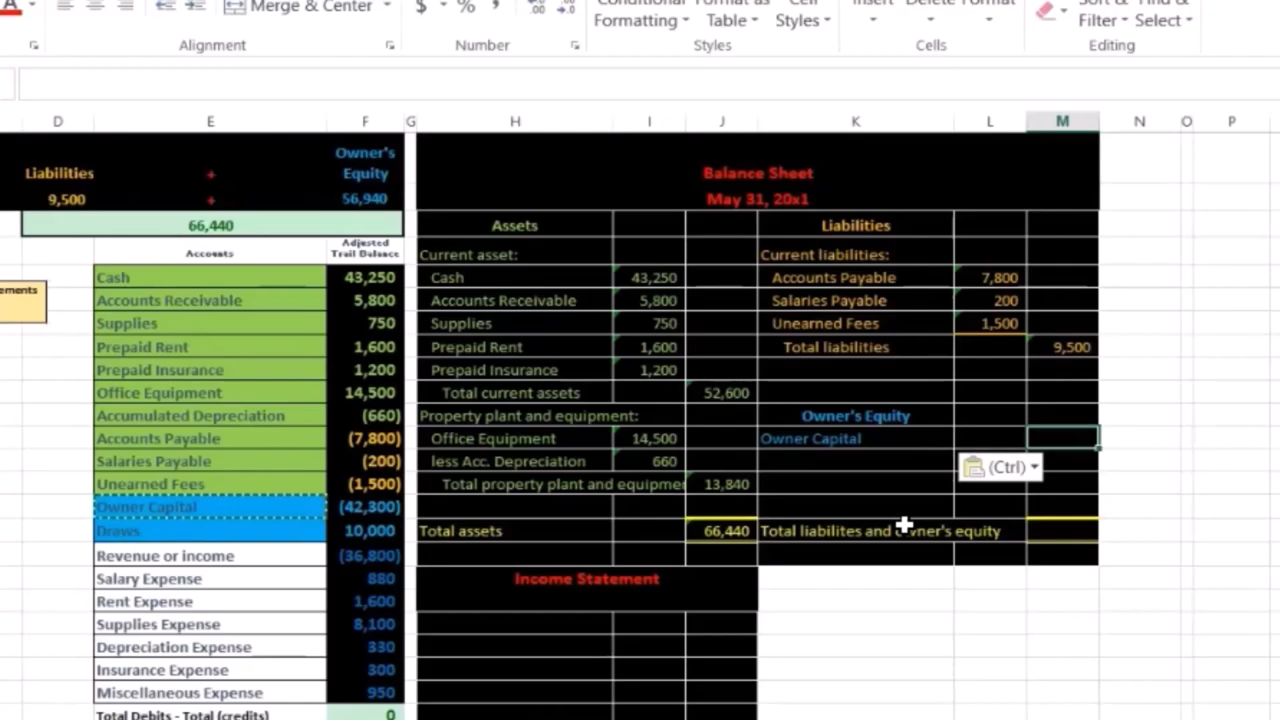 A
Merge & Center
$ % ,
Conditional Format as Cell
Formatting Table Styles
Insert Delete Format
Sort & Find &
Filter Select
Alignment Number Styles Cells Editing
D E F G H I J K L M N O P
Liabilities + Owner's Equity
9,500 + 56,940
66,440
Balance Sheet
May 31, 20x1
Accounts Adjusted Trail Balance
Assets Liabilities
Current asset: Current liabilities:
ements
Cash 43,250 Cash 43,250 Accounts Payable 7,800
Accounts Receivable 5,800 Accounts Receivable 5,800 Salaries Payable 200
Supplies 750 Supplies 750 Unearned Fees 1,500
Prepaid Rent 1,600 Prepaid Rent 1,600 Total liabilities 9,500
Prepaid Insurance 1,200 Prepaid Insurance 1,200
Office Equipment 14,500 Total current assets 52,600
Accumulated Depreciation (660) Property plant and equipment: Owner's Equity
Accounts Payable (7,800) Office Equipment 14,500 Owner Capital
Salaries Payable (200) less Acc. Depreciation 660
(Ctrl)
Unearned Fees (1,500) Total property plant and equipmer 13,840
Owner Capital (42,300)
Draws 10,000 Total assets 66,440 Total liabilites and owner's equity
Revenue or income (36,800)
Salary Expense 880 Income Statement
Rent Expense 1,600
Supplies Expense 8,100
Depreciation Expense 330
Insurance Expense 300
Miscellaneous Expense 950
Total Debits - Total (credits) 0